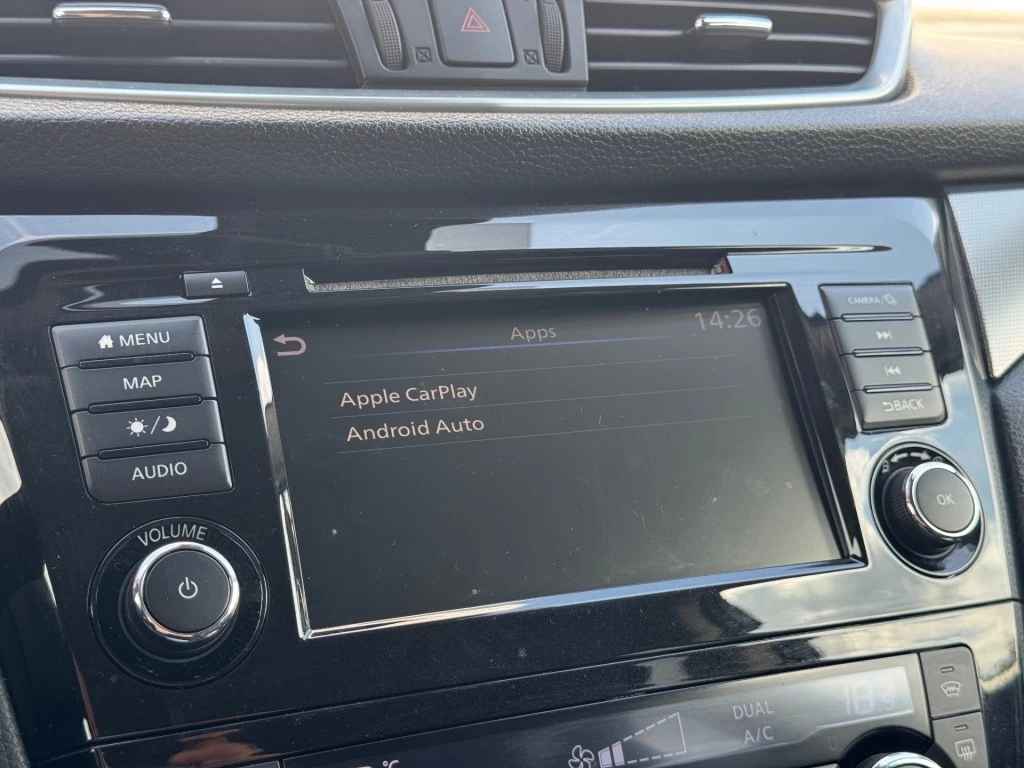 MENU
MAP
AUDIO
VOLUME
Apps
14:26
Apple CarPlay
Android Auto
CAMERA/
BACK
OK
DUAL
A/C
°C